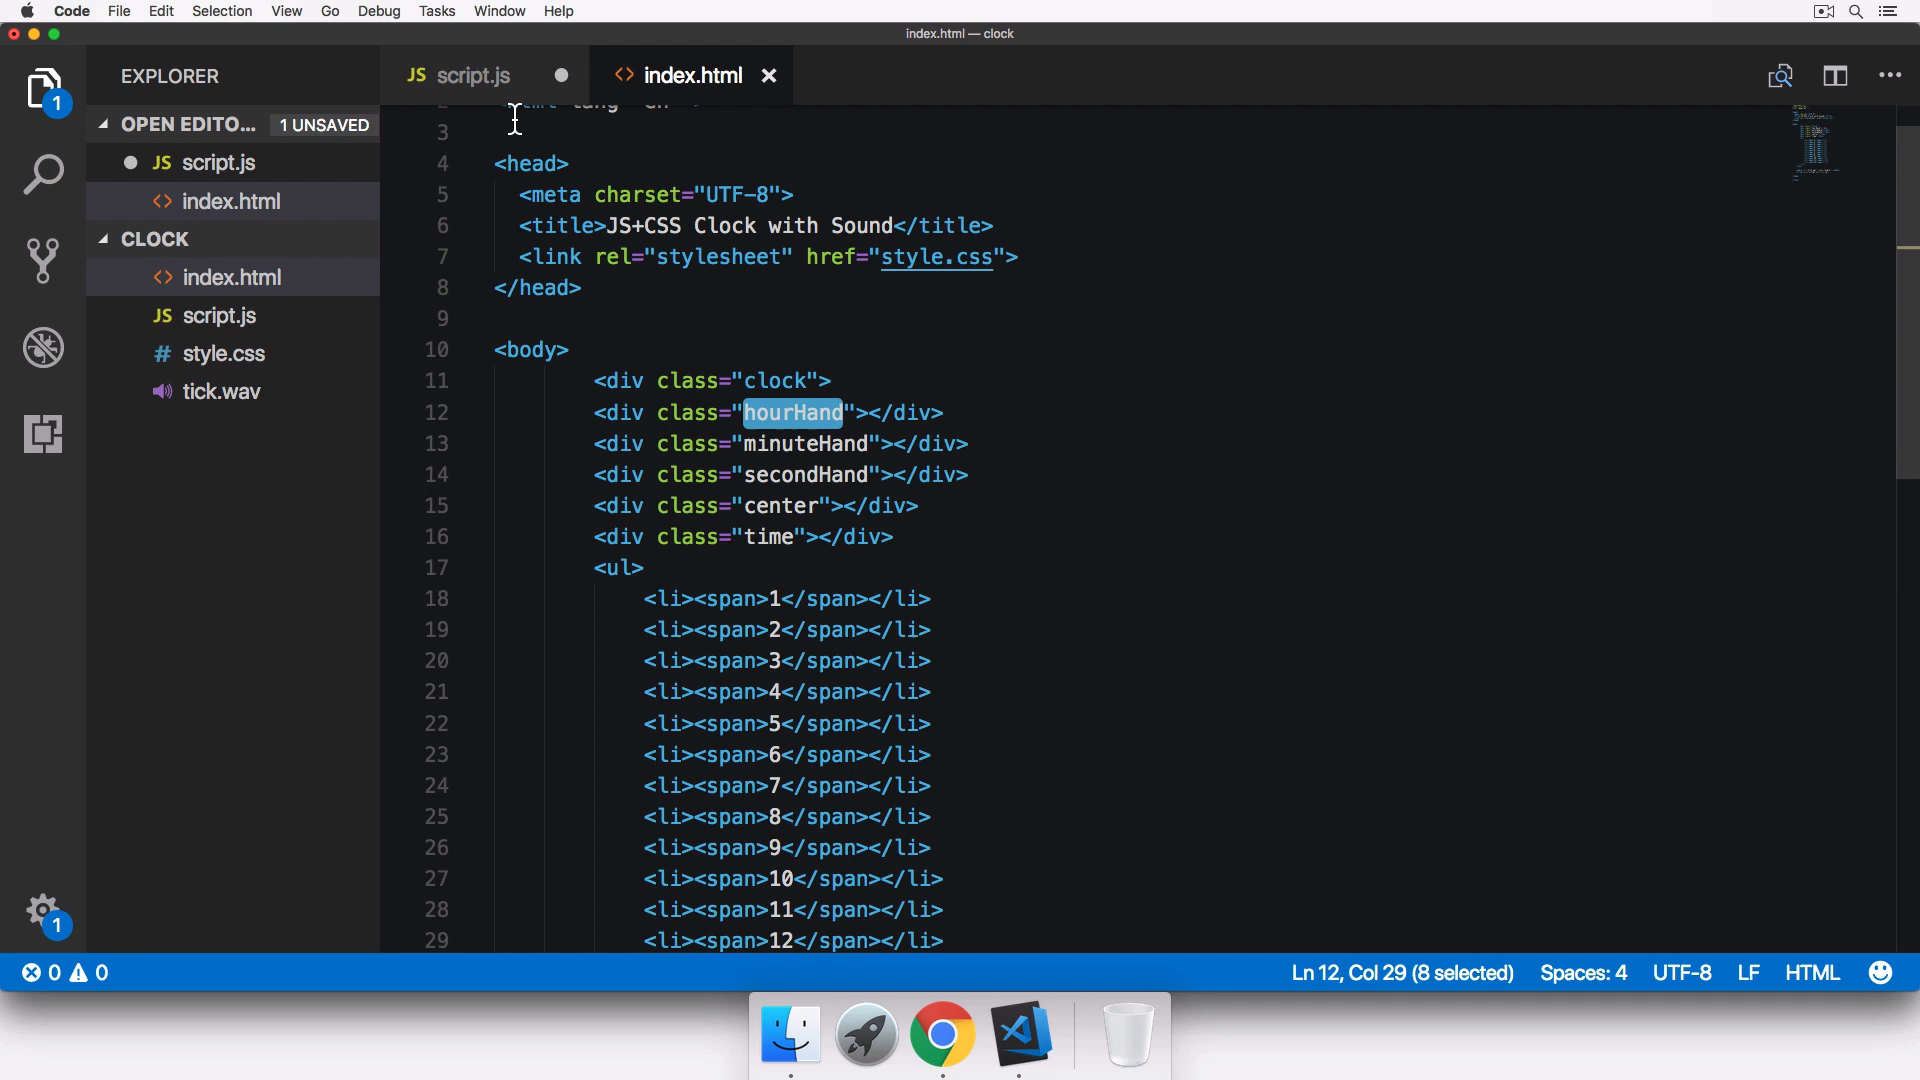 Code File Edit Selection View Go Debug Tasks Window Help
index.html — clock
EXPLORER
JS script.js
<> index.html
OPEN EDITO... 1 UNSAVED
JS script.js
<> index.html
CLOCK
<> index.html
JS script.js
# style.css
tick.wav
1
1
2
3
4 <head>
5 <meta charset="UTF-8">
6 <title>JS+CSS Clock with Sound</title>
7 <link rel="stylesheet" href="style.css">
8 </head>
9
10 <body>
11 <div class="clock">
12 <div class="hourHand"></div>
13 <div class="minuteHand"></div>
14 <div class="secondHand"></div>
15 <div class="center"></div>
16 <div class="time"></div>
17 <ul>
18 <li><span>1</span></li>
19 <li><span>2</span></li>
20 <li><span>3</span></li>
21 <li><span>4</span></li>
22 <li><span>5</span></li>
23 <li><span>6</span></li>
24 <li><span>7</span></li>
25 <li><span>8</span></li>
26 <li><span>9</span></li>
27 <li><span>10</span></li>
28 <li><span>11</span></li>
29 <li><span>12</span></li>
0 0
Ln 12, Col 29 (8 selected) Spaces: 4 UTF-8 LF HTML